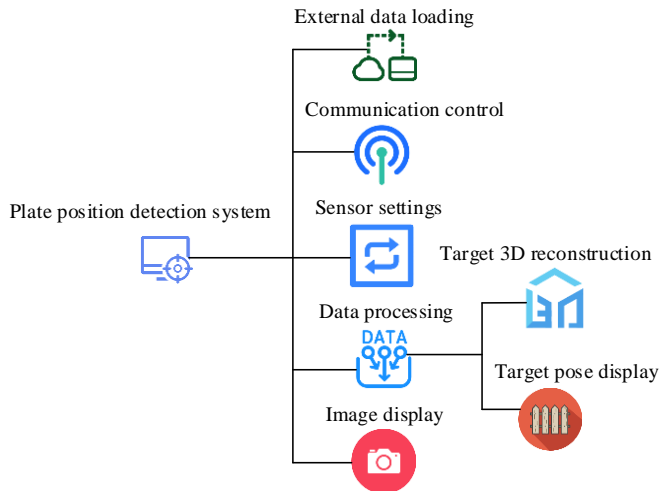 External data loading
Communication control
Plate position detection system
Sensor settings
Target 3D reconstruction
3D
Data processing
DATA
Target pose display
Image display